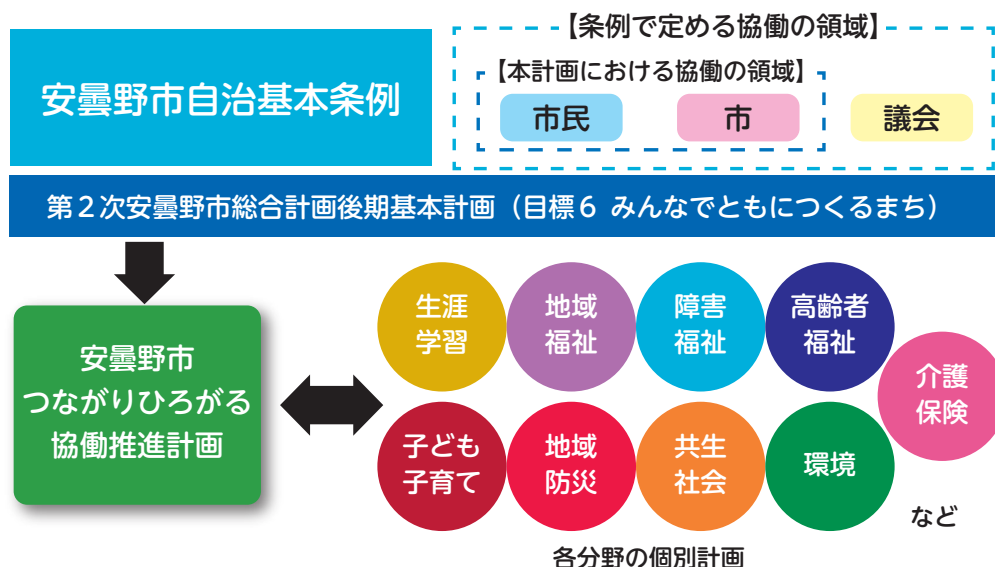 安曇野市自治基本条例
【条例で定める協働の領域】
【本計画における協働の領域】
市民
市
議会
第2次安曇野市総合計画後期基本計画（目標6 みんなでともにつくるまち）
安曇野市
つながりひろがる
協働推進計画
生涯
学習
地域
福祉
障害
福祉
高齢者
福祉
介護
保険
子ども
子育て
地域
防災
共生
社会
環境
など
各分野の個別計画